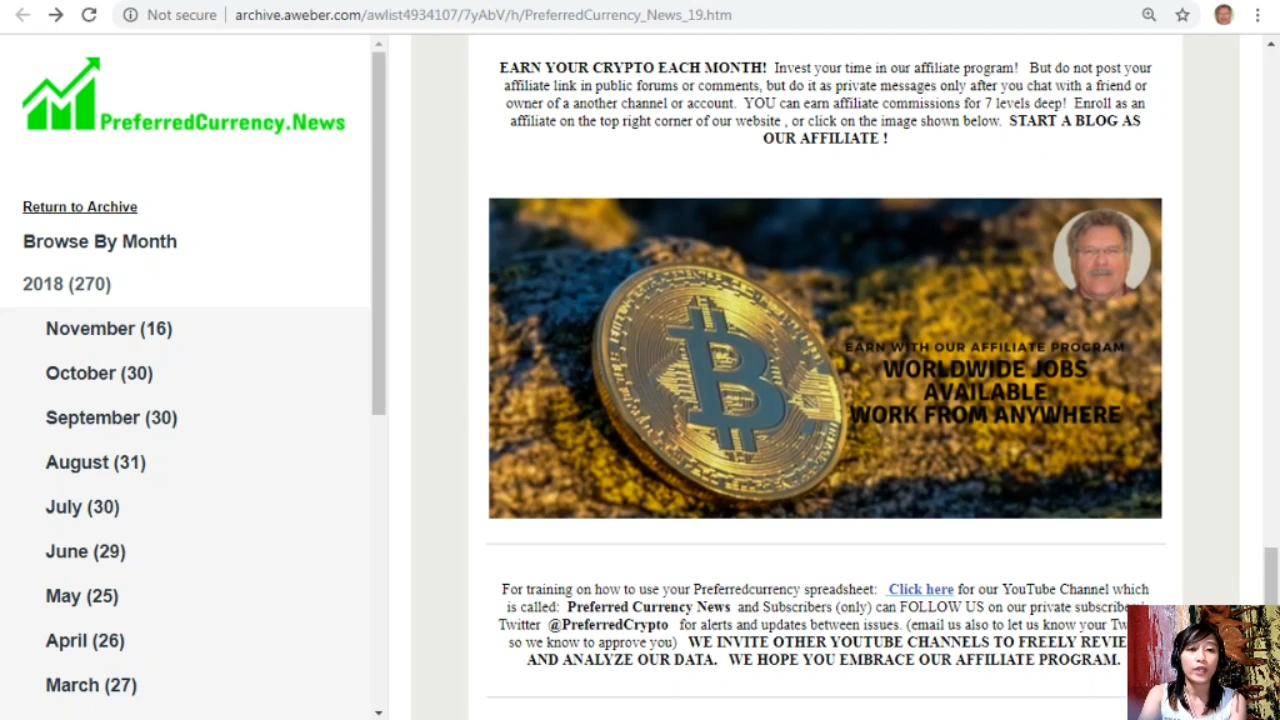 Not secure
archive.aweber.com/awlist4934107/7yAbV/h/PreferredCurrency_News_19.htm
PreferredCurrency.News
Return to Archive
Browse By Month
2018 (270)
November (16)
October (30)
September (30)
August (31)
July (30)
June (29)
May (25)
April (26)
March (27)
EARN YOUR CRYPTO EACH MONTH! Invest your time in our affiliate program! But do not post your
affiliate link in public forums or comments, but do it as private messages only after you chat with a friend or
owner of a another channel or account. YOU can earn affiliate commissions for 7 levels deep! Enroll as an
affiliate on the top right corner of our website , or click on the image shown below. START A BLOG AS
OUR AFFILIATE !
EARN WITH OUR AFFILIATE PROGRAM
WORLDWIDE JOBS
AVAILABLE
WORK FROM ANYWHERE
For training on how to use your Preferredcurrency spreadsheet: Click here for our YouTube Channel which
is called: Preferred Currency News and Subscribers (only) can FOLLOW US on our private subscriber
Twitter @PreferredCrypto for alerts and updates between issues. (email us also to let us know your Tw
so we know to approve you) WE INVITE OTHER YOUTUBE CHANNELS TO FREELY REVIE
AND ANALYZE OUR DATA. WE HOPE YOU EMBRACE OUR AFFILIATE PROGRAM.